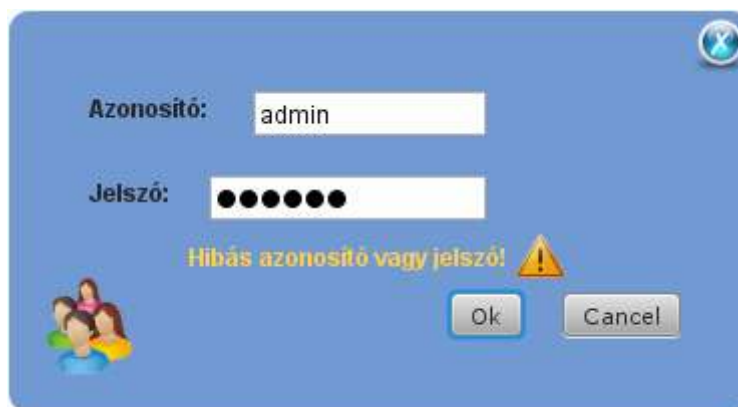 Azonosító: admin
Jelszó: ●●●●●●
Hibás azonosító vagy jelszó!
Ok Cancel